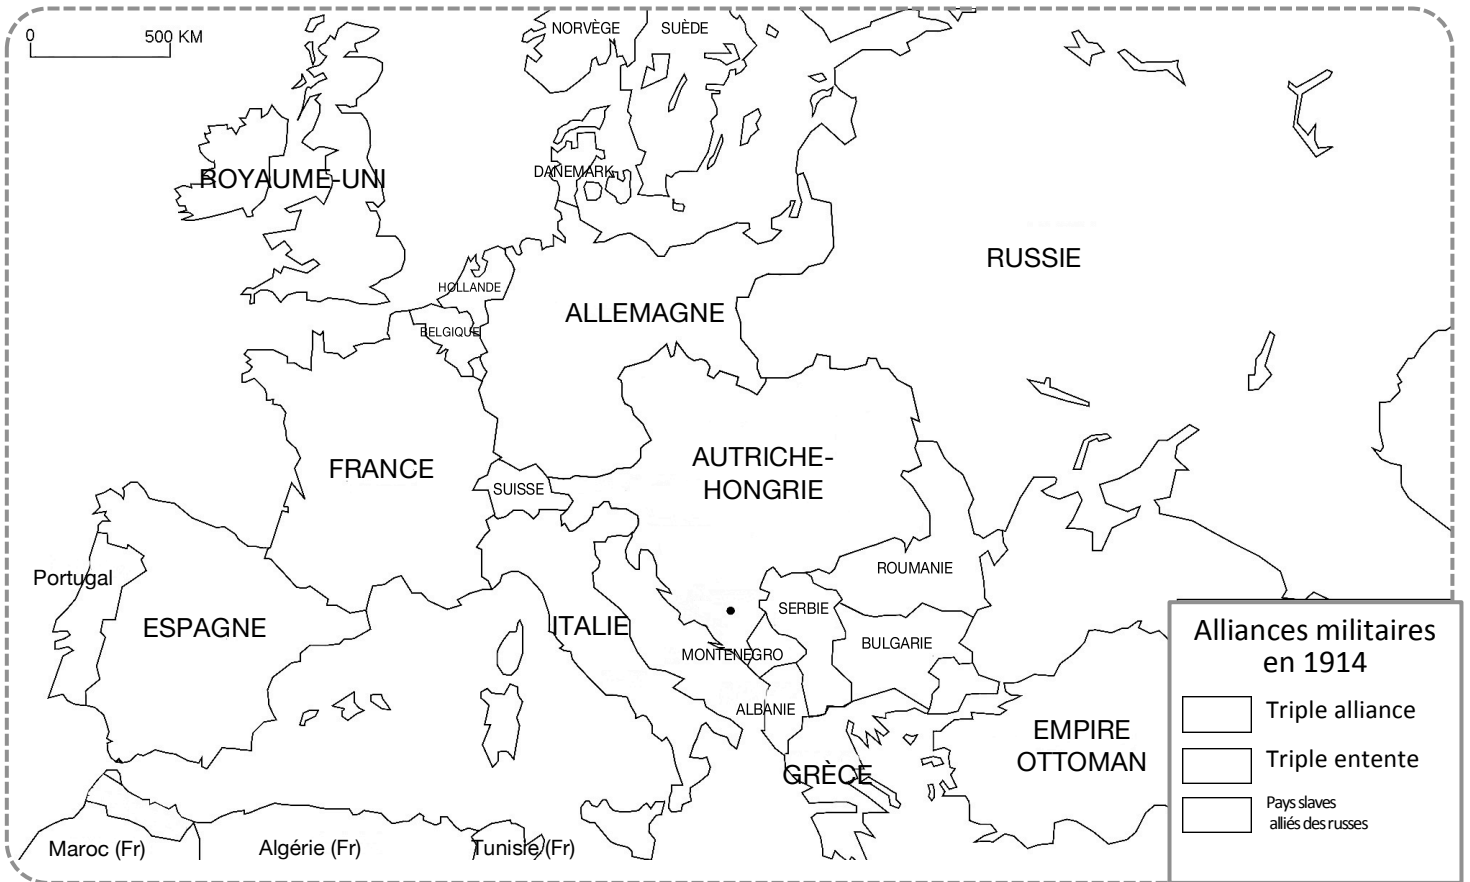 0 500 KM
NORVÈGE
SUÈDE
ROYAUME-UNI
DANEMARK
RUSSIE
HOLLANDE
ALLEMAGNE
BELGIQUE
FRANCE
AUTRICHE-
HONGRIE
SUISSE
Portugal
ROUMANIE
ESPAGNE
ITALIE
SERBIE
BULGARIE
MONTENEGRO
ALBANIE
EMPIRE
OTTOMAN
GRÈCE
Maroc (Fr)
Algérie (Fr)
Tunisie (Fr)
Alliances militaires
en 1914
Triple alliance
Triple entente
Pays slaves
alliés des russes